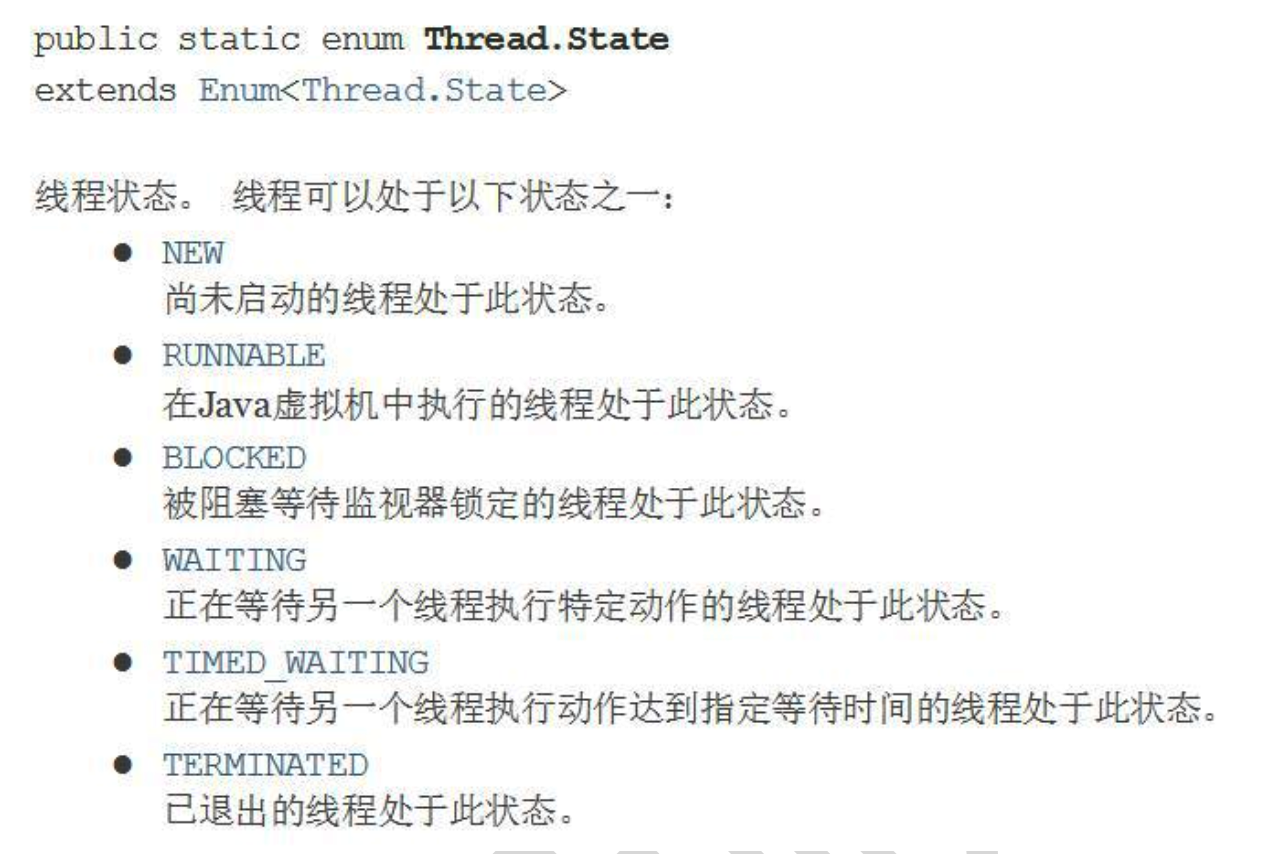 public static enum Thread.State
extends Enum<Thread.State>
线程状态。 线程可以处于以下状态之一：
● NEW
尚未启动的线程处于此状态。
● RUNNABLE
在Java虚拟机中执行的线程处于此状态。
● BLOCKED
被阻塞等待监视器锁定的线程处于此状态。
● WAITING
正在等待另一个线程执行特定动作的线程处于此状态。
● TIMED_WAITING
正在等待另一个线程执行动作达到指定等待时间的线程处于此状态。
● TERMINATED
已退出的线程处于此状态。